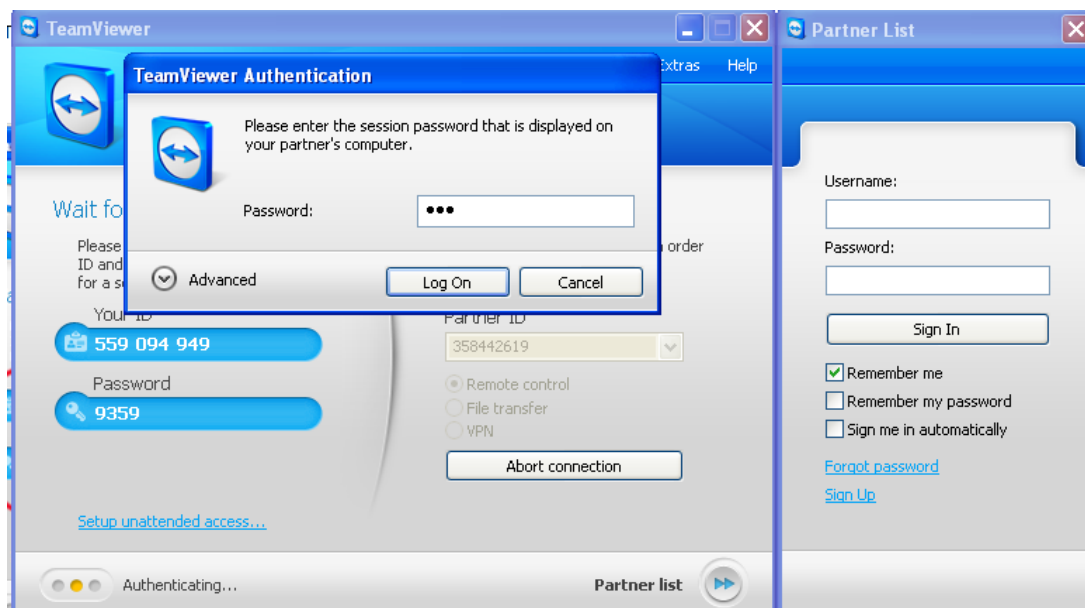 TeamViewer
Extras Help
TeamViewer Authentication
Please enter the session password that is displayed on
your partner's computer.
Password:
Advanced
Log On
Cancel
Wait fo
Please
ID and
for a s
order
Your ID
559 094 949
Password
9359
Partner ID
358442619
Remote control
File transfer
VPN
Abort connection
Setup unattended access...
Authenticating...
Partner list
Partner List
Username:
Password:
Sign In
Remember me
Remember my password
Sign me in automatically
Forgot password
Sign Up